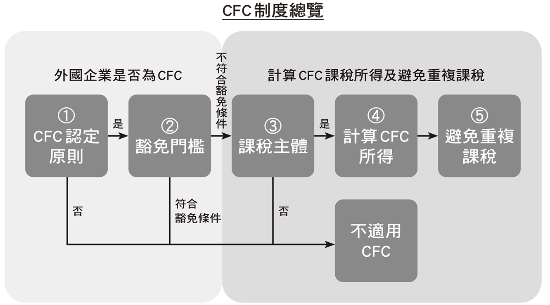 CFC制度總覽
外國企業是否為CFC
不符合豁免條件
計算CFC課稅所得及避免重複課稅
①
CFC認定
原則
是
②
豁免門檻
③
課稅主體
是
④
計算CFC
所得
⑤
避免重複
課稅
否
符合
豁免條件
否
不適用
CFC